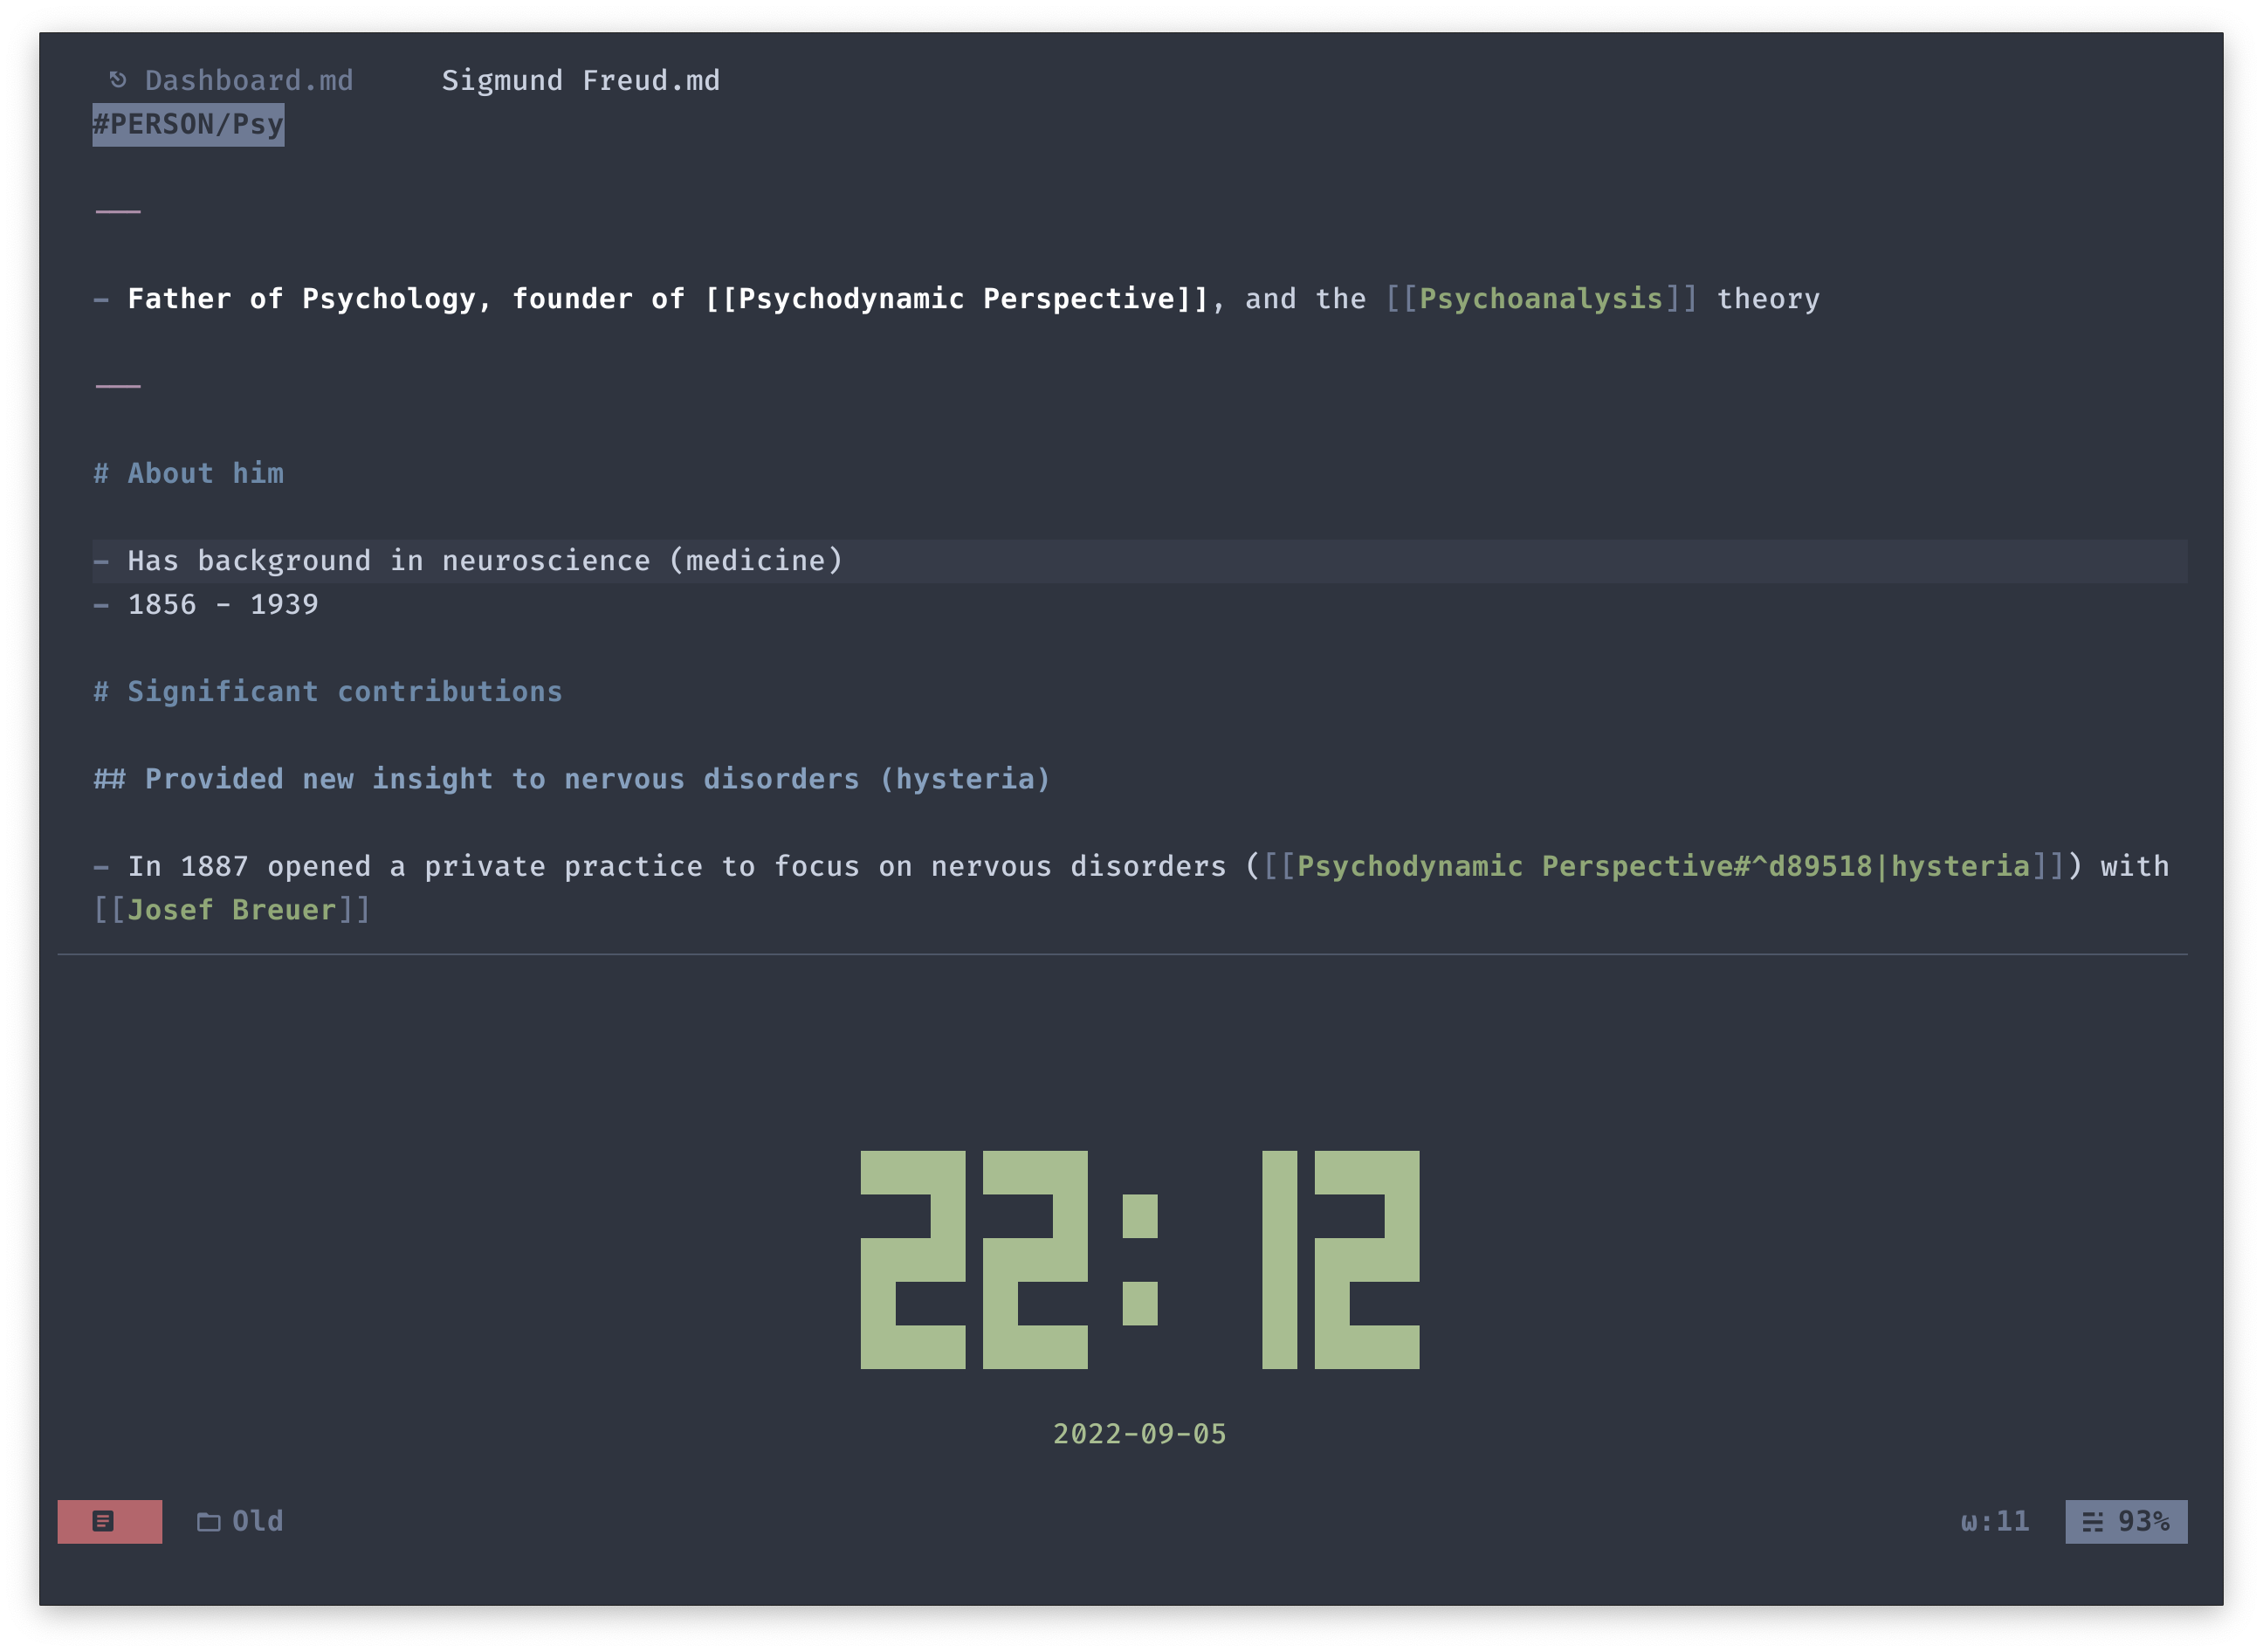 Dashboard.md Sigmund Freud.md
#PERSON/Psy
---
- Father of Psychology, founder of [[Psychodynamic Perspective]], and the [[Psychoanalysis]] theory
---
# About him
- Has background in neuroscience (medicine)
- 1856 - 1939
# Significant contributions
## Provided new insight to nervous disorders (hysteria)
- In 1887 opened a private practice to focus on nervous disorders ([[Psychodynamic Perspective#^d89518|hysteria]]) with
[[Josef Breuer]]
22:12
2022-09-05
Old ω:11 93%